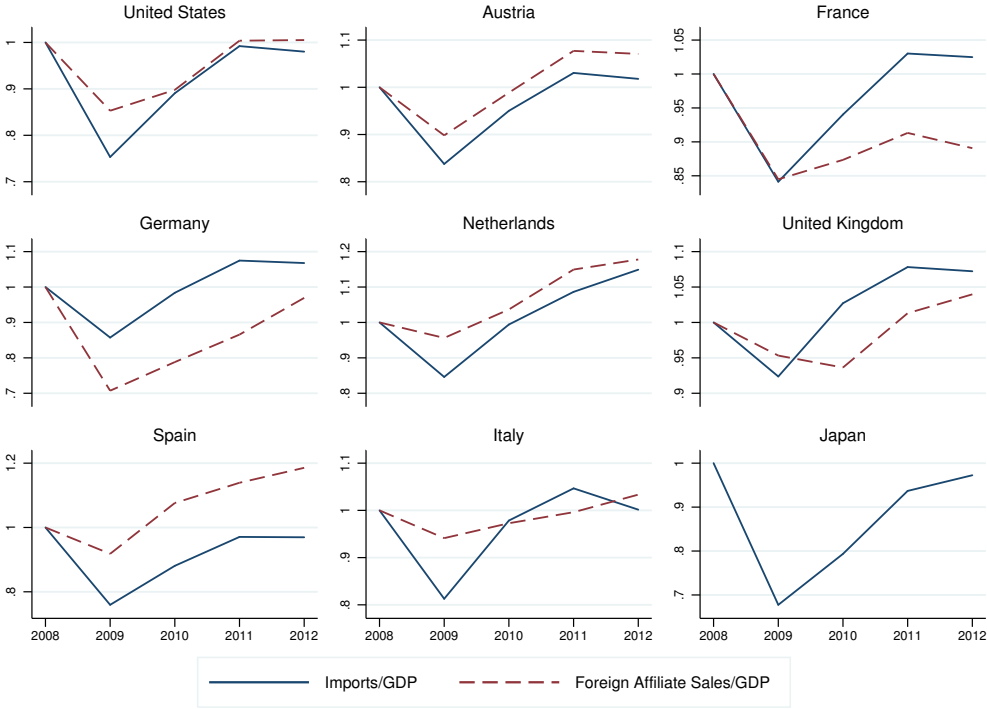 United States
Austria
France
1
.9
.8
.7
1.1
1
.9
.8
1.05
1
.95
.9
.85
Germany
Netherlands
United Kingdom
1.1
1
.9
.8
.7
1.2
1.1
1
.9
.8
1.1
1.05
1
.95
.9
Spain
Italy
Japan
1.2
1
.8
1.1
1
.9
.8
1
.9
.8
.7
2008 2009 2010 2011 2012
2008 2009 2010 2011 2012
2008 2009 2010 2011 2012
Imports/GDP
Foreign Affiliate Sales/GDP